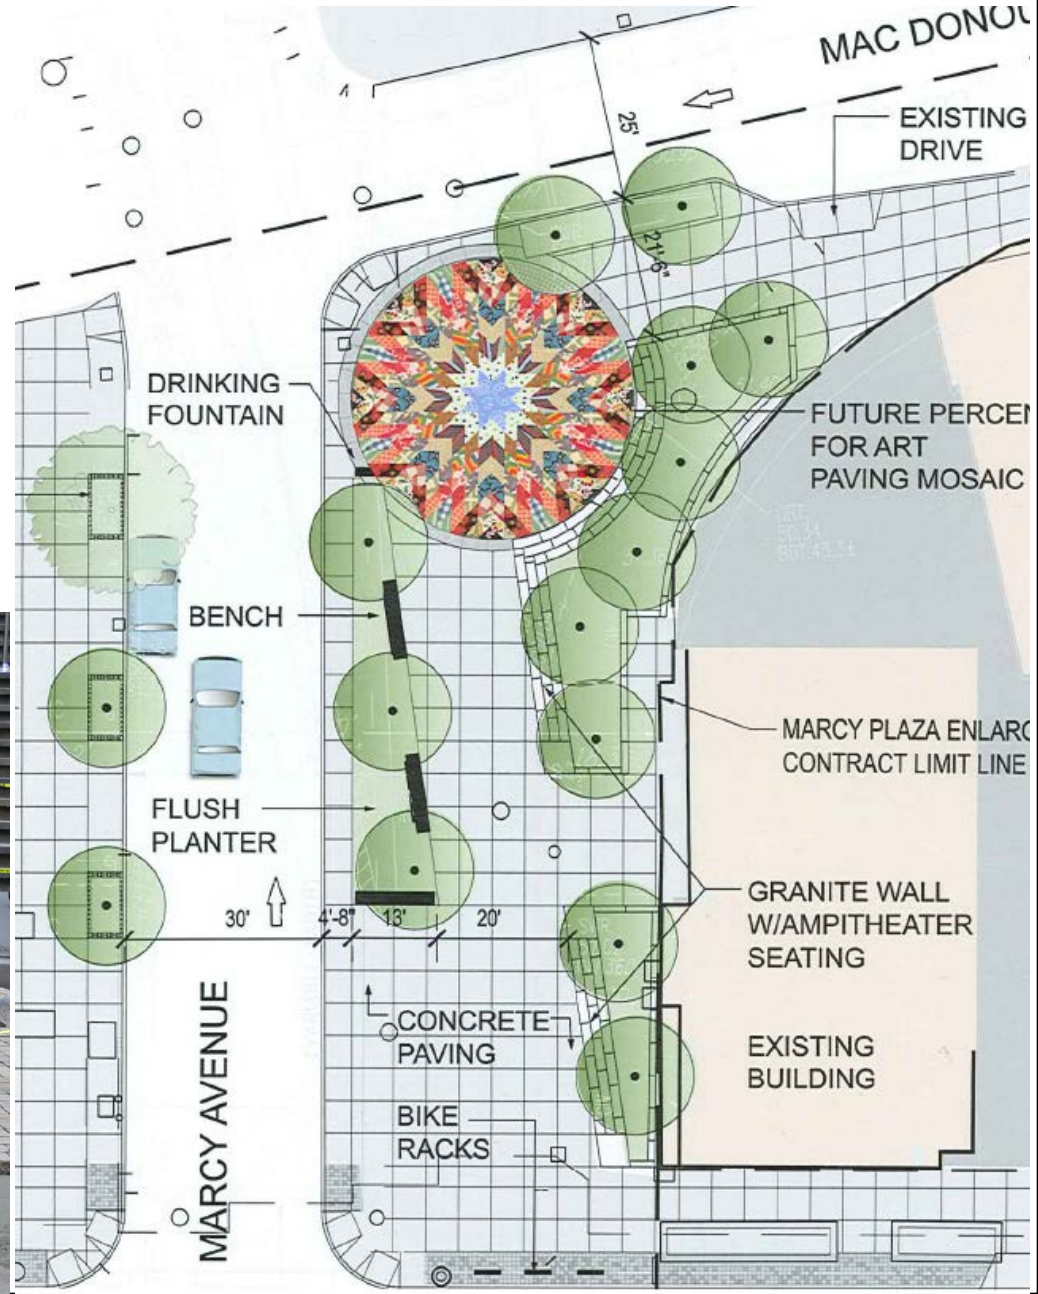 MAC DONOU
25'
EXISTING
DRIVE
21'6"
DRINKING
FOUNTAIN
FUTURE PERCEN
FOR ART
PAVING MOSAIC
BENCH
MARCY PLAZA ENLARG
CONTRACT LIMIT LINE
FLUSH
PLANTER
GRANITE WALL
W/AMPITHEATER
SEATING
30'
4'-8"
13'
20'
CONCRETE
PAVING
EXISTING
BUILDING
MARCY AVENUE
BIKE
RACKS